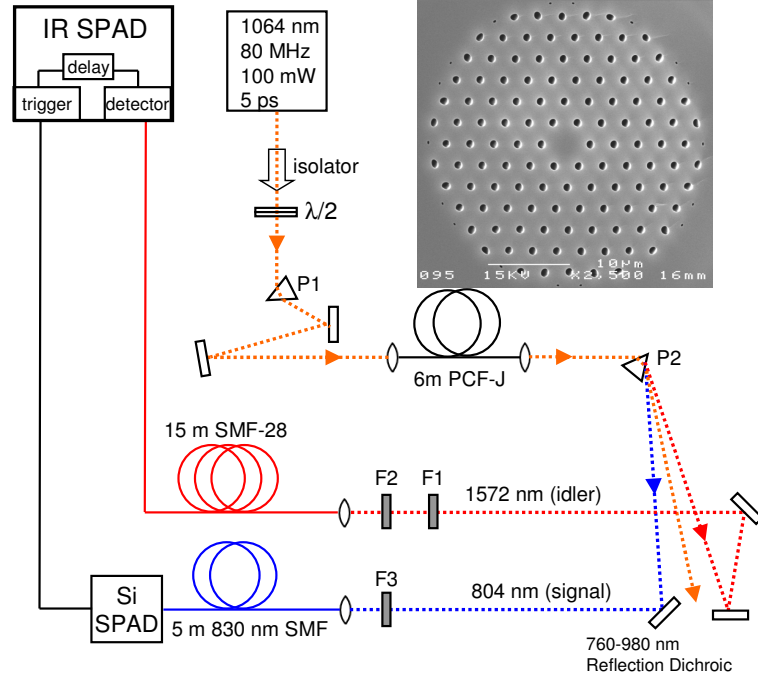 IR SPAD
delay
trigger
detector
1064 nm
80 MHz
100 mW
5 ps
isolator
λ/2
P1
10μm
095 15KV X2,500 16mm
6m PCF-J
P2
15 m SMF-28
F2
F1
1572 nm (idler)
Si
SPAD
5 m 830 nm SMF
F3
804 nm (signal)
760-980 nm
Reflection Dichroic